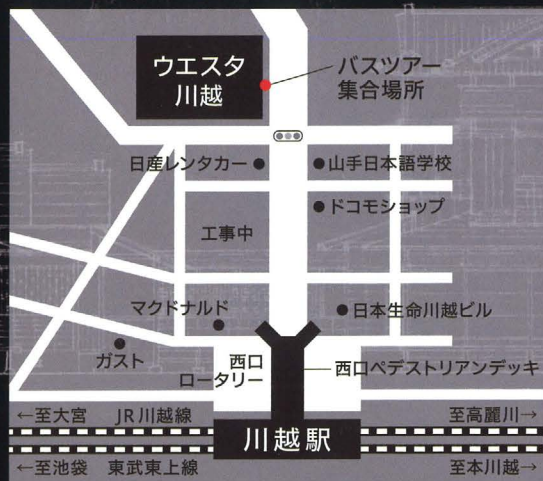 ウエスタ
川越
バスツアー
集合場所
日産レンタカー
山手日本語学校
ドコモショップ
工事中
マクドナルド
日本生命川越ビル
ガスト
西口
ロータリー
西口ペデストリアンデッキ
←至大宮 JR川越線
至高麗川→
川越駅
←至池袋 東武東上線
至本川越→